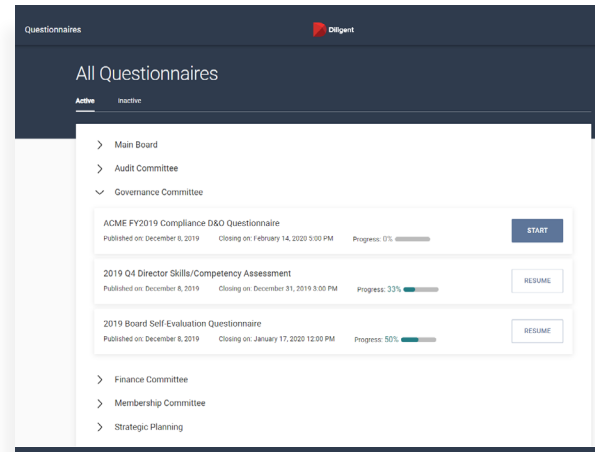 Questionnaires
Diligent
All Questionnaires
Active Inactive
Main Board
Audit Committee
Governance Committee
ACME FY2019 Compliance D&O Questionnaire
Published on: December 8, 2019 Closing on: February 14, 2020 5:00 PM Progress: 0%
START
2019 Q4 Director Skills/Competency Assessment
Published on: December 8, 2019 Closing on: December 31, 2019 3:00 PM Progress: 33%
RESUME
2019 Board Self-Evaluation Questionnaire
Published on: December 8, 2019 Closing on: January 17, 2020 12:00 PM Progress: 50%
RESUME
Finance Committee
Membership Committee
Strategic Planning